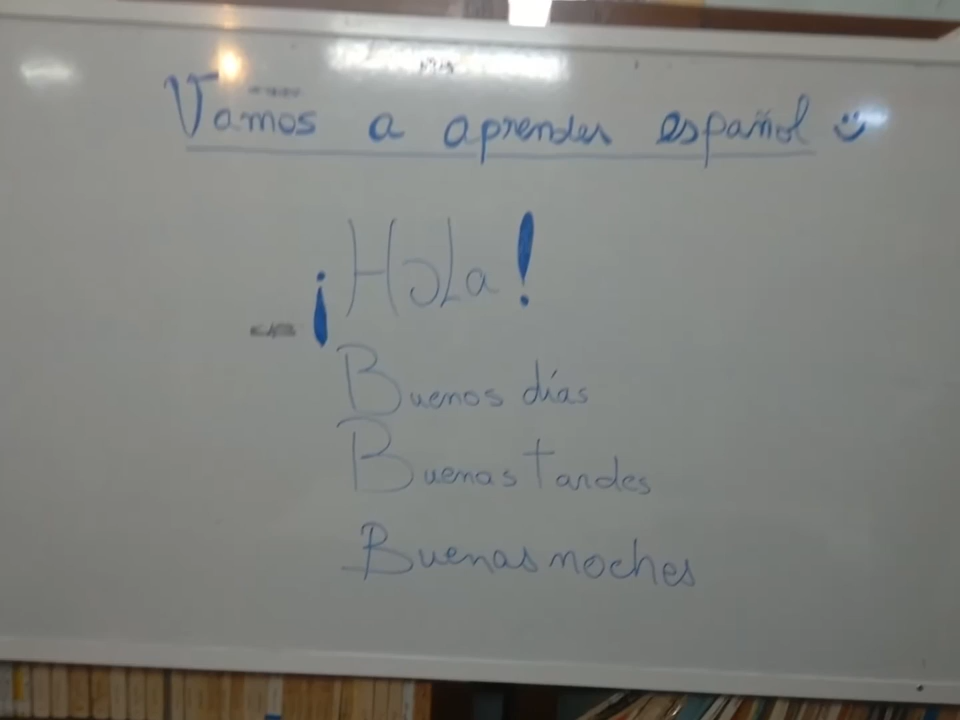 Vamos a aprender español
¡Hola!
Buenos días
Buenas tardes
Buenas noches